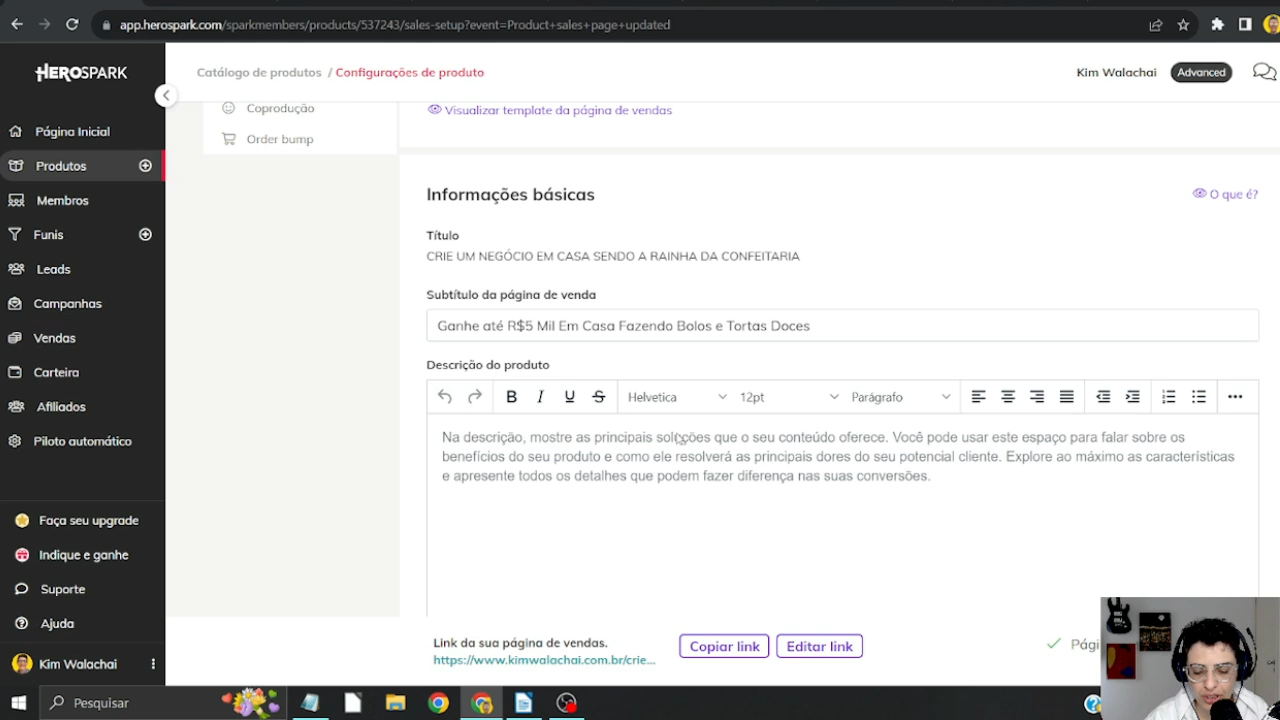 app.herospark.com/sparkmembers/products/537243/sales-setup?event=Product+sales+page+updated
HEROSPARK
Catálogo de produtos / Configurações de produto
Kim Walachai
Advanced
Página Inicial
Produtos
Membros
Funis
Leads
Campanhas
Vendas
Carteira
Afiliados
Piloto automático
Faça seu upgrade
Indique e ganhe
Suporte
Ajuda
Kim Walachai
Coprodução
Order bump
Visualizar template da página de vendas
Informações básicas
O que é?
Título
CRIE UM NEGÓCIO EM CASA SENDO A RAINHA DA CONFEITARIA
Subtítulo da página de venda
Ganhe até R$5 Mil Em Casa Fazendo Bolos e Tortas Doces
Descrição do produto
B I U S Helvetica 12pt Parágrafo
Na descrição, mostre as principais soluções que o seu conteúdo oferece. Você pode usar este espaço para falar sobre os
benefícios do seu produto e como ele resolverá as principais dores do seu potencial cliente. Explore ao máximo as características
e apresente todos os detalhes que podem fazer diferença nas suas conversões.
Link da sua página de vendas.
https://www.kimwalachai.com.br/crie...
Copiar link
Editar link
Pági
Pesquisar